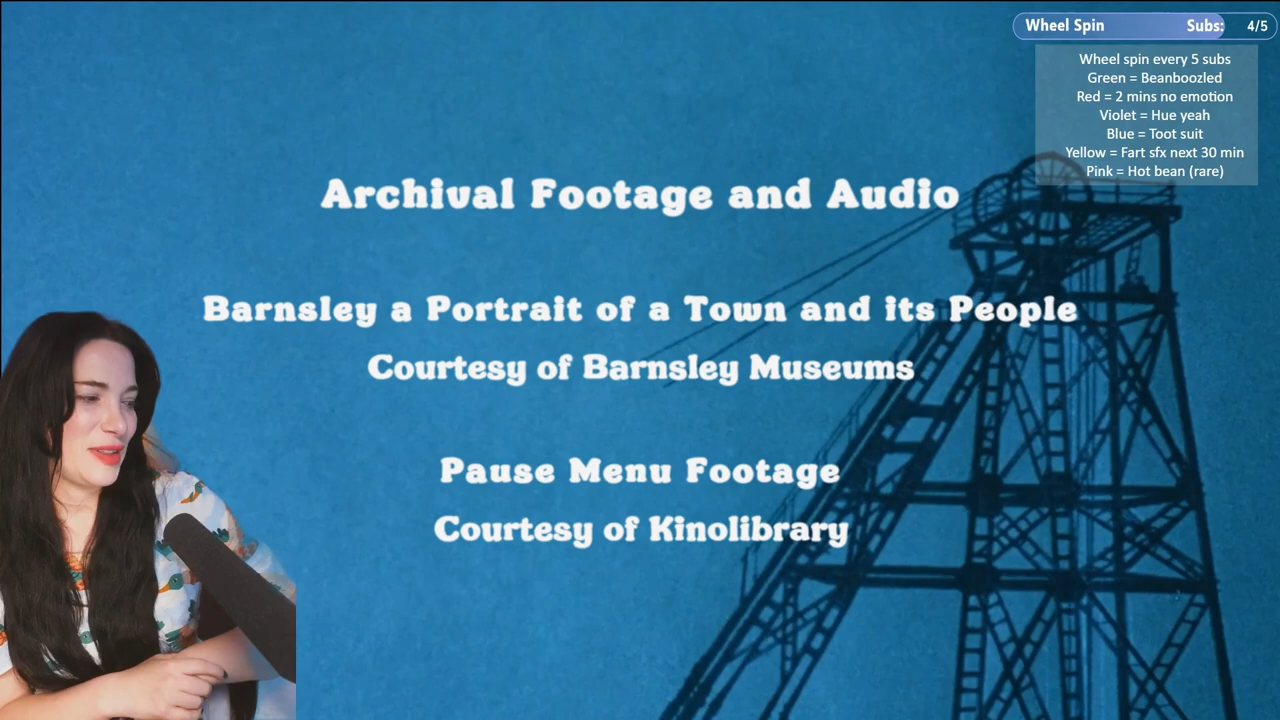 Wheel Spin Subs: 4/5
Wheel spin every 5 subs
Green = Beanboozled
Red = 2 mins no emotion
Violet = Hue yeah
Blue = Toot suit
Yellow = Fart sfx next 30 min
Pink = Hot bean (rare)
Archival Footage and Audio
Barnsley a Portrait of a Town and its People
Courtesy of Barnsley Museums
Pause Menu Footage
Courtesy of Kinolibrary